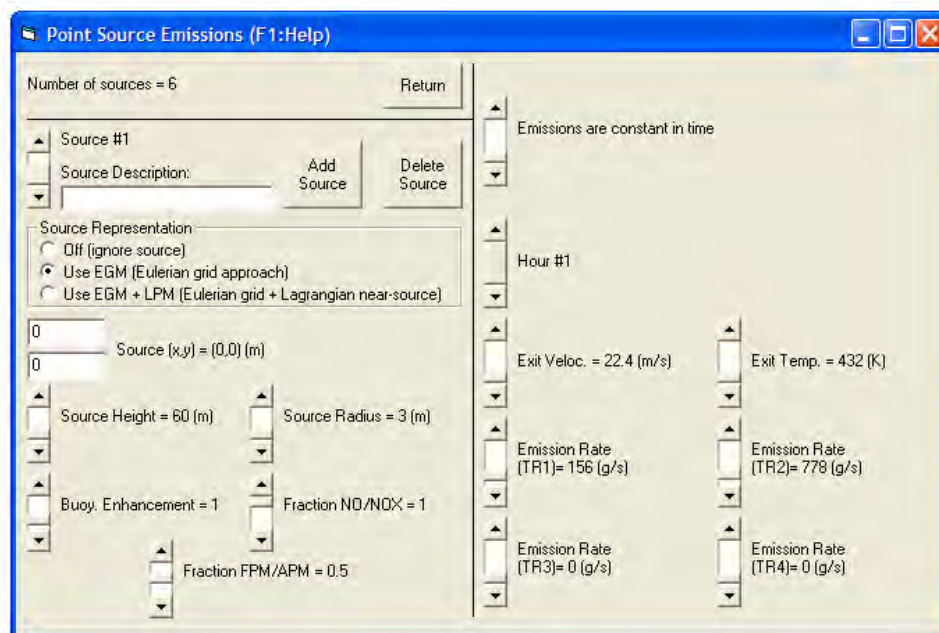 Point Source Emissions (F1:Help)
Number of sources = 6
Return
Source #1
Source Description:
Add
Source
Delete
Source
Source Representation
Off (ignore source)
Use EGM (Eulerian grid approach)
Use EGM + LPM (Eulerian grid + Lagrangian near-source)
0
0
Source (x,y) = (0,0) (m)
Source Height = 60 (m)
Source Radius = 3 (m)
Buoy. Enhancement = 1
Fraction NO/NOX = 1
Fraction FPM/APM = 0.5
Emissions are constant in time
Hour #1
Exit Veloc. = 22.4 (m/s)
Exit Temp. = 432 (K)
Emission Rate
(TR1)= 156 (g/s)
Emission Rate
(TR2)= 778 (g/s)
Emission Rate
(TR3)= 0 (g/s)
Emission Rate
(TR4)= 0 (g/s)